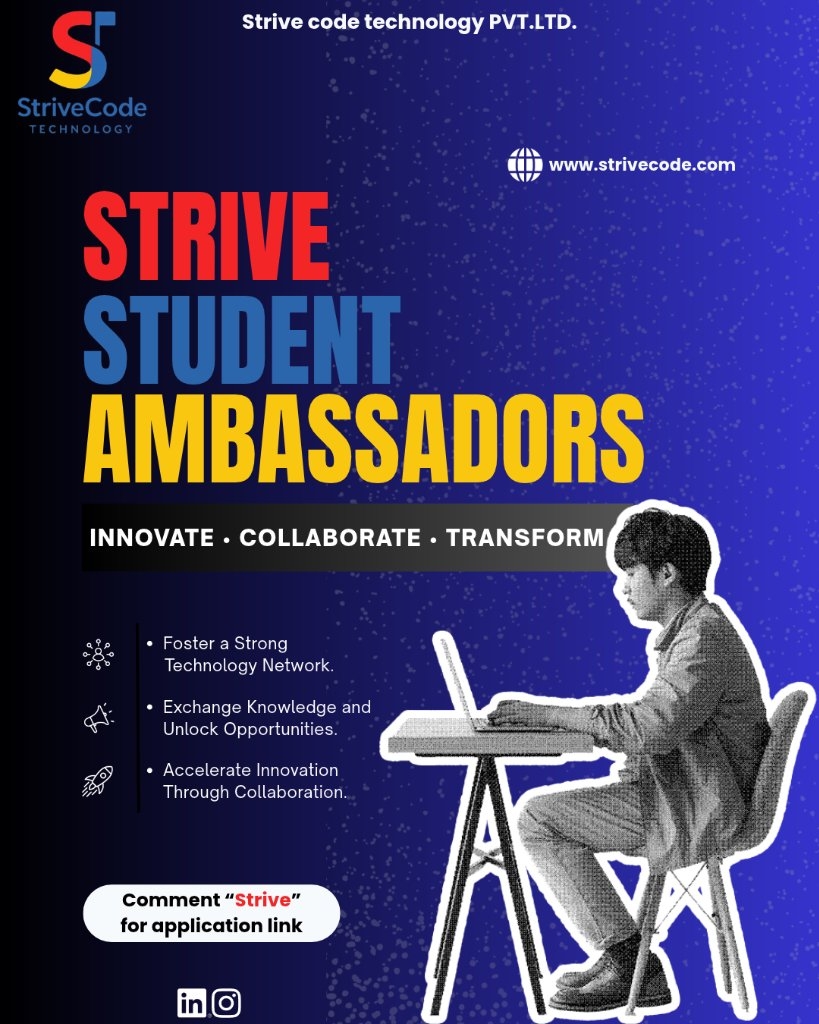 Strive code technology PVT.LTD.
StriveCode
TECHNOLOGY
www.strivecode.com
STRIVE
STUDENT
AMBASSADORS
INNOVATE • COLLABORATE • TRANSFORM
• Foster a Strong
Technology Network.
• Exchange Knowledge and
Unlock Opportunities.
• Accelerate Innovation
Through Collaboration.
Comment “Strive”
for application link
in